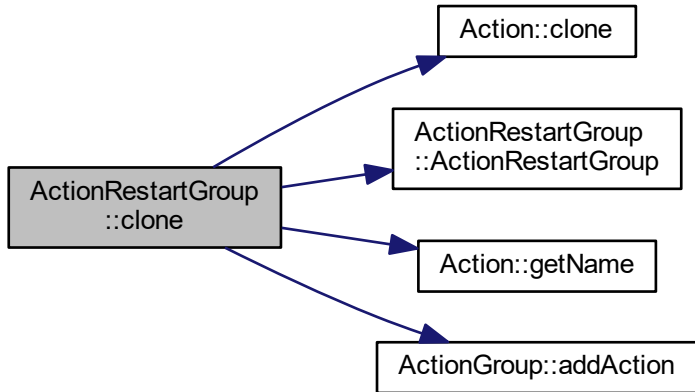 Action::clone
ActionRestartGroup
::ActionRestartGroup
ActionRestartGroup
::clone
Action::getName
ActionGroup::addAction